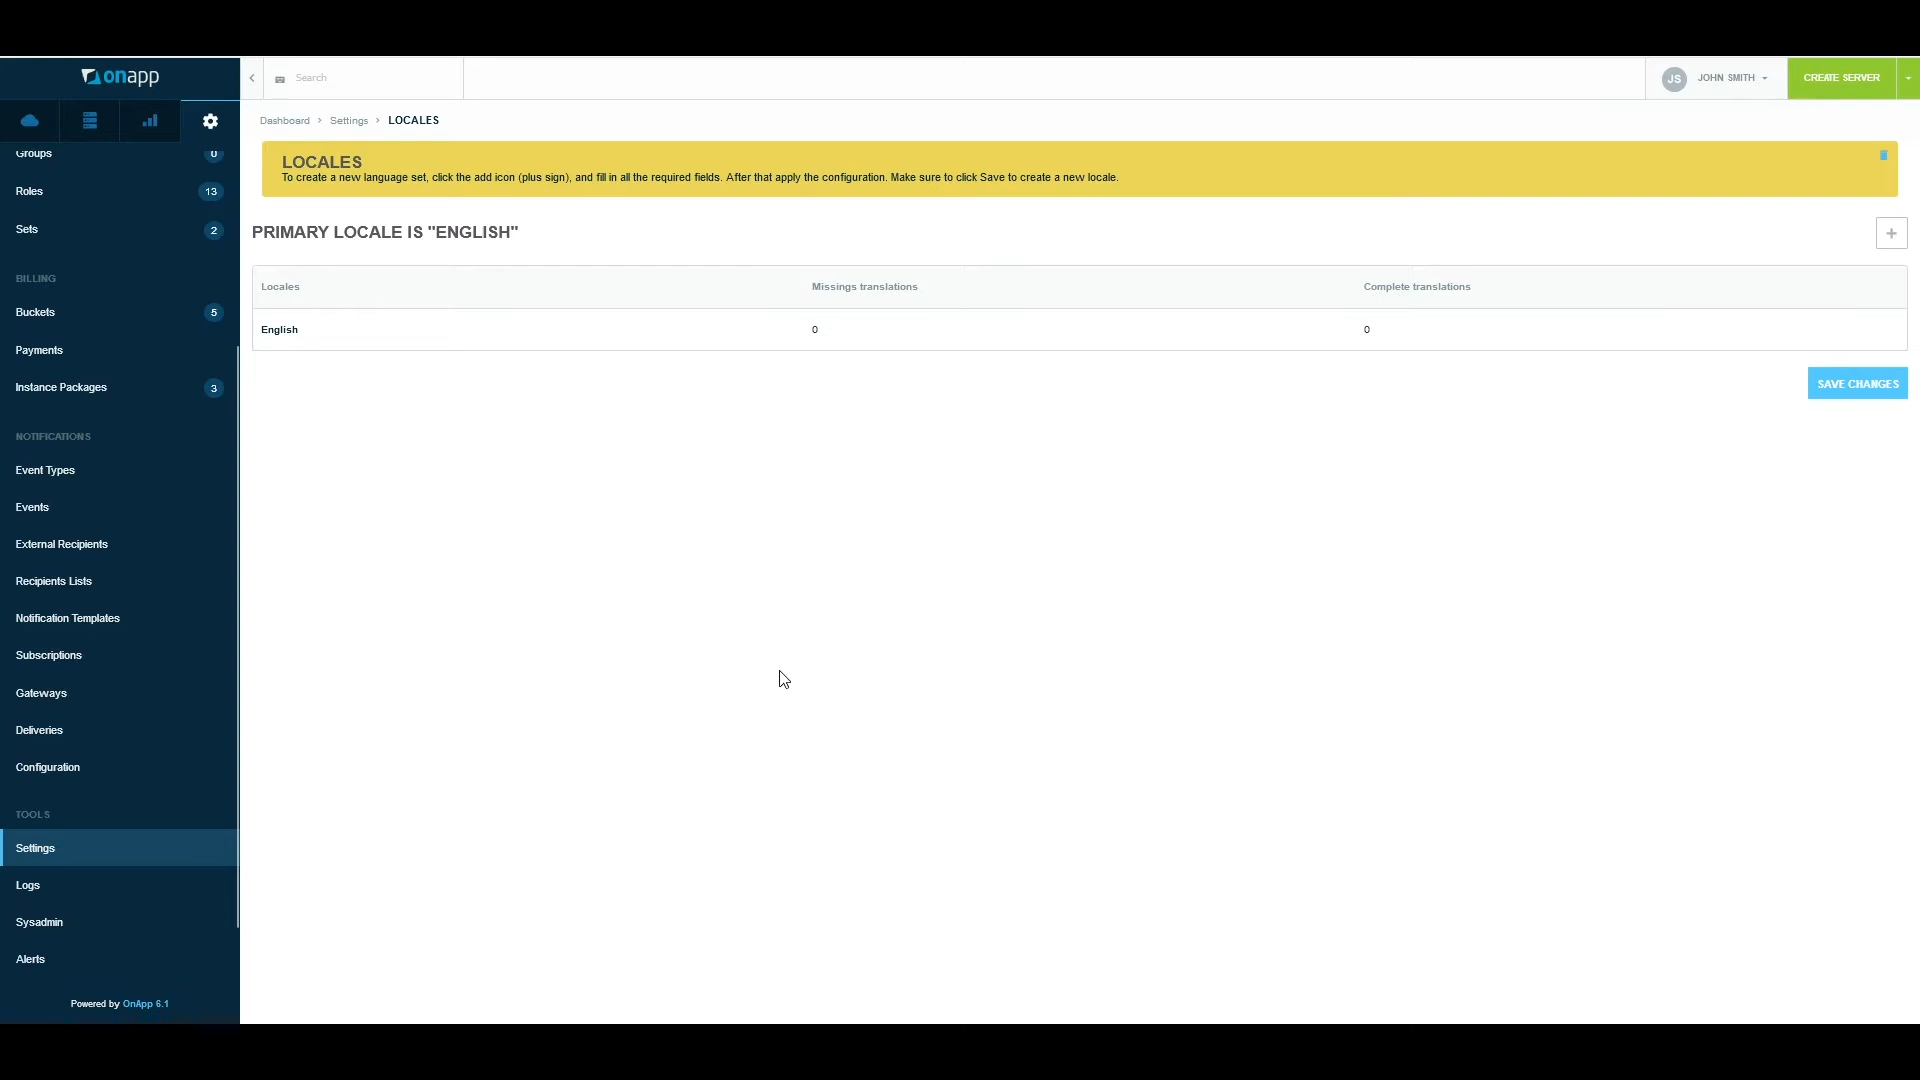 onapp
Search
JS
JOHN SMITH
CREATE SERVER
Dashboard > Settings > LOCALES
LOCALES
To create a new language set, click the add icon (plus sign), and fill in all the required fields. After that apply the configuration. Make sure to click Save to create a new locale.
PRIMARY LOCALE IS "ENGLISH"
+
Locales Missings translations Complete translations
English 0 0
SAVE CHANGES
Groups 0
Roles 13
Sets 2
BILLING
Buckets 5
Payments
Instance Packages 3
NOTIFICATIONS
Event Types
Events
External Recipients
Recipients Lists
Notification Templates
Subscriptions
Gateways
Deliveries
Configuration
TOOLS
Settings
Logs
Sysadmin
Alerts
Powered by OnApp 6.1